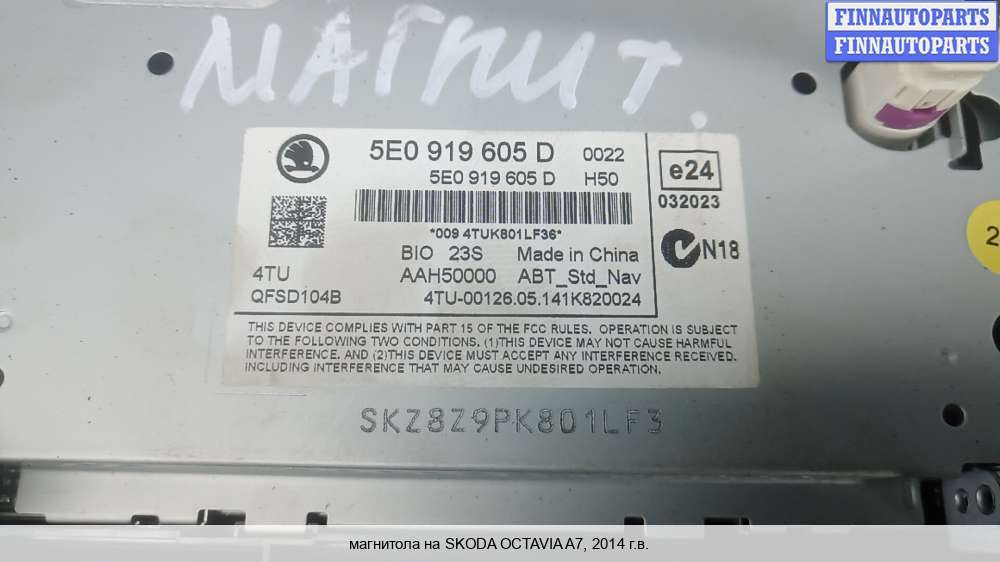 FINNAUTOPARTS
FINNAUTOPARTS
МАГНИТ.
5E0 919 605 D 0022
5E0 919 605 D H50
e24
032023
*009 4TUK801LF36*
BIO 23S Made in China
N18
4TU AAH50000 ABT_Std_Nav
QFSD104B 4TU-00126.05.141K820024
2
THIS DEVICE COMPLIES WITH PART 15 OF THE FCC RULES. OPERATION IS SUBJECT
TO THE FOLLOWING TWO CONDITIONS, (1)THIS DEVICE MAY NOT CAUSE HARMFUL
INTERFERENCE. AND (2)THIS DEVICE MUST ACCEPT ANY INTERFERENCE RECEIVED.
INCLUDING INTERFERENCE THAT MAY CAUSE UNDESIRED OPERATION.
SKZ8Z9PK801LF3
магнитола на SKODA OCTAVIA A7, 2014 г.в.